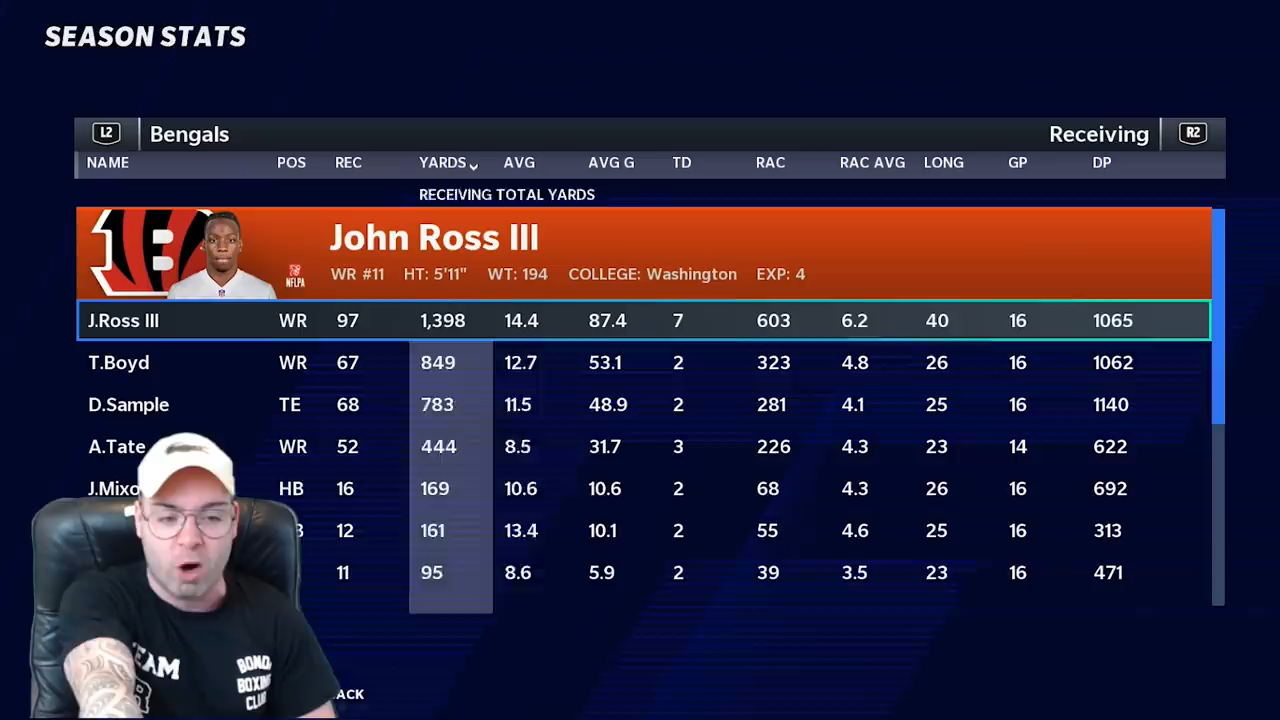 SEASON STATS
L2 Bengals Receiving R2
NAME POS REC YARDS AVG AVG G TD RAC RAC AVG LONG GP DP
RECEIVING TOTAL YARDS
John Ross III
NFLPA WR #11 HT: 5'11" WT: 194 COLLEGE: Washington EXP: 4
J.Ross III WR 97 1,398 14.4 87.4 7 603 6.2 40 16 1065
T.Boyd WR 67 849 12.7 53.1 2 323 4.8 26 16 1062
D.Sample TE 68 783 11.5 48.9 2 281 4.1 25 16 1140
A.Tate WR 52 444 8.5 31.7 3 226 4.3 23 14 622
J.Mixo HB 16 169 10.6 10.6 2 68 4.3 26 16 692
12 161 13.4 10.1 2 55 4.6 25 16 313
11 95 8.6 5.9 2 39 3.5 23 16 471
BOXING
CLUB
ACK